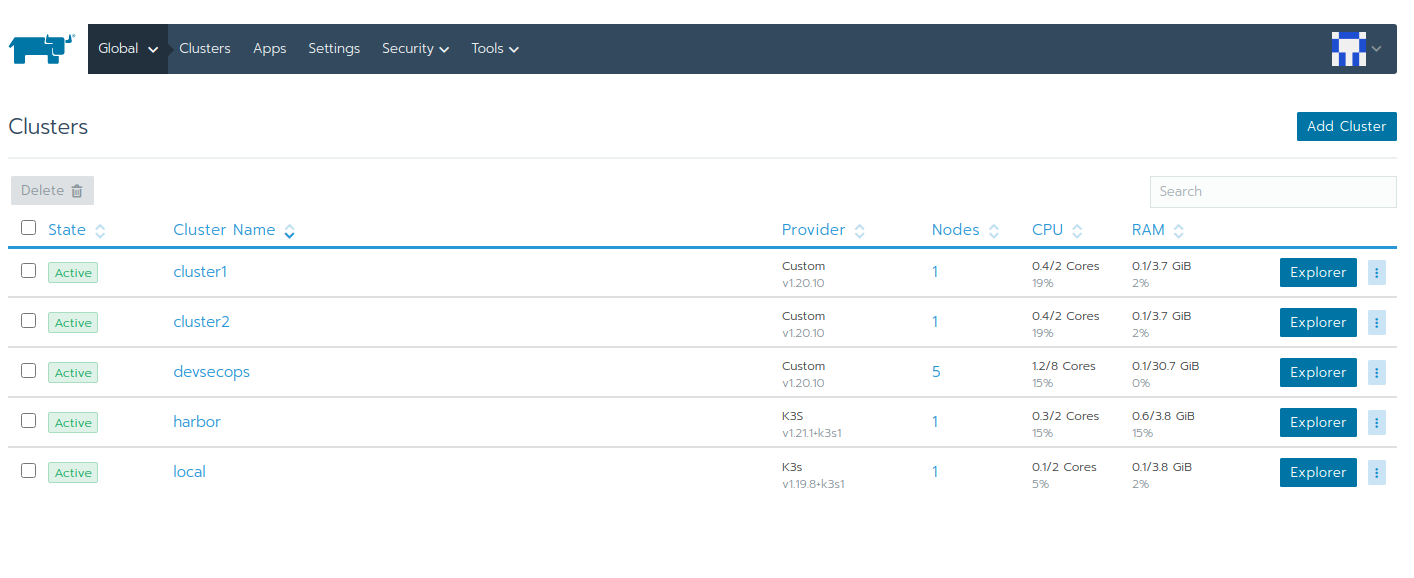 Global Clusters Apps Settings Security Tools
Clusters Add Cluster
Delete Search
State Cluster Name Provider Nodes CPU RAM
Active cluster1 Custom 1 0.4/2 Cores 0.1/3.7 GiB Explorer
v1.20.10 19% 2%
Active cluster2 Custom 1 0.4/2 Cores 0.1/3.7 GiB Explorer
v1.20.10 19% 2%
Active devsecops Custom 5 1.2/8 Cores 0.1/30.7 GiB Explorer
v1.20.10 15% 0%
Active harbor K3S 1 0.3/2 Cores 0.6/3.8 GiB Explorer
v1.21.1+k3s1 15% 15%
Active local K3s 1 0.1/2 Cores 0.1/3.8 GiB Explorer
v1.19.8+k3s1 5% 2%